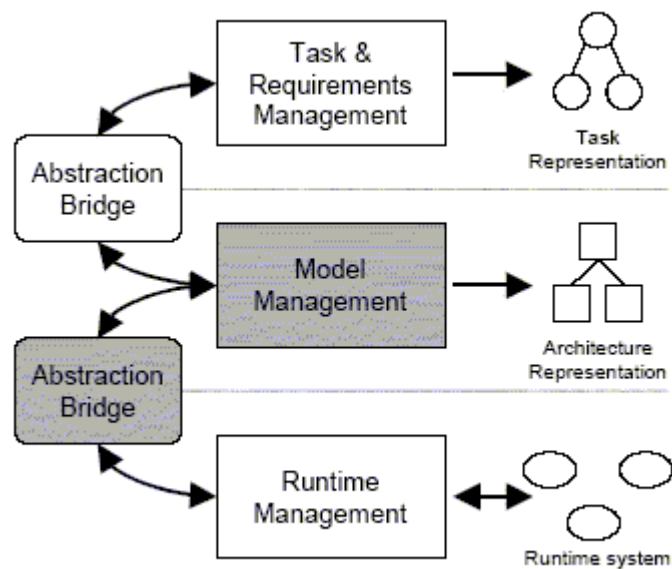 Task &
Requirements
Management
Task
Representation
Abstraction
Bridge
Model
Management
Architecture
Representation
Abstraction
Bridge
Runtime
Management
Runtime system